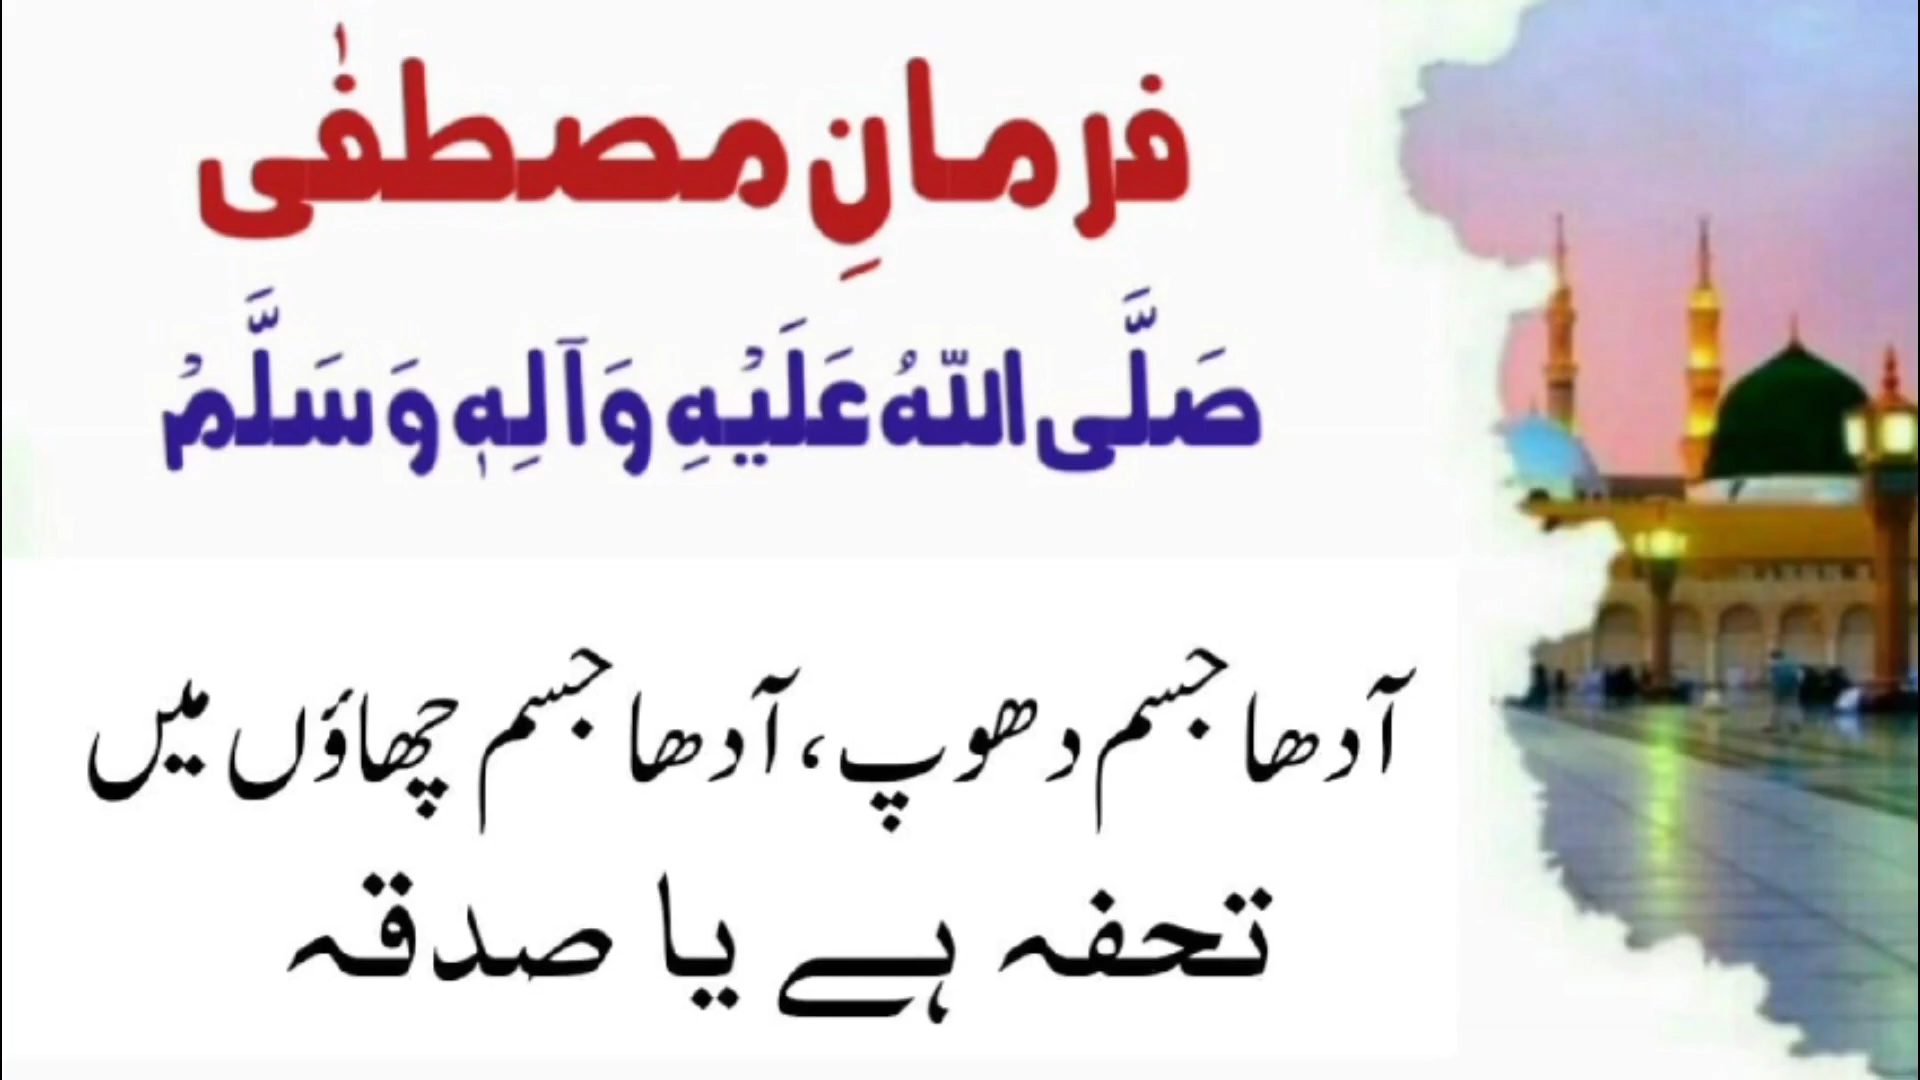 فرمانِ مصطفٰی
صَلَّی اللّٰہُ عَلَیْہِ وَآلِہٖ وَسَلَّمْ
آدھا جسم دھوپ، آدھا جسم چھاؤں میں
تحفہ ہے یا صدقہ